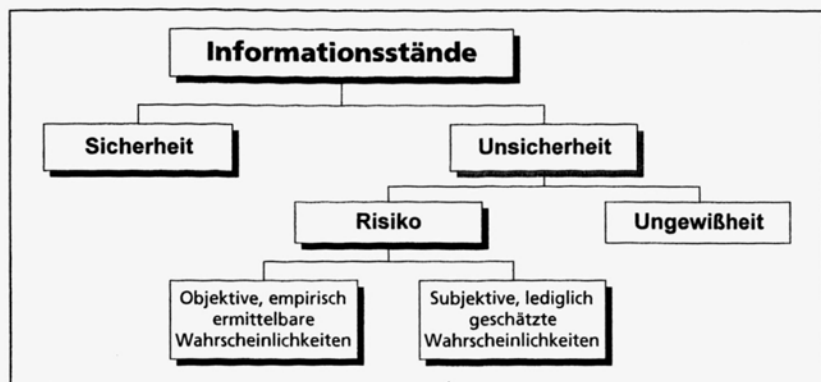 Informationsstände
Sicherheit
Unsicherheit
Risiko
Ungewißheit
Objektive, empirisch
ermittelbare
Wahrscheinlichkeiten
Subjektive, lediglich
geschätzte
Wahrscheinlichkeiten